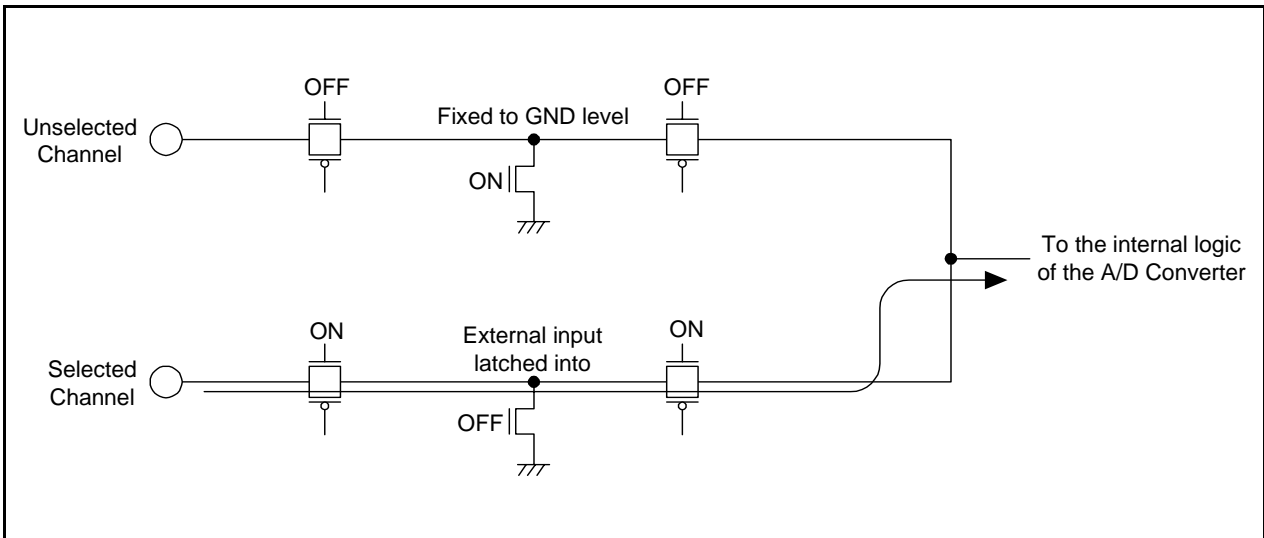 OFF
OFF
Fixed to GND level
Unselected
Channel
ON
To the internal logic
of the A/D Converter
ON
External input
latched into
ON
Selected
Channel
OFF